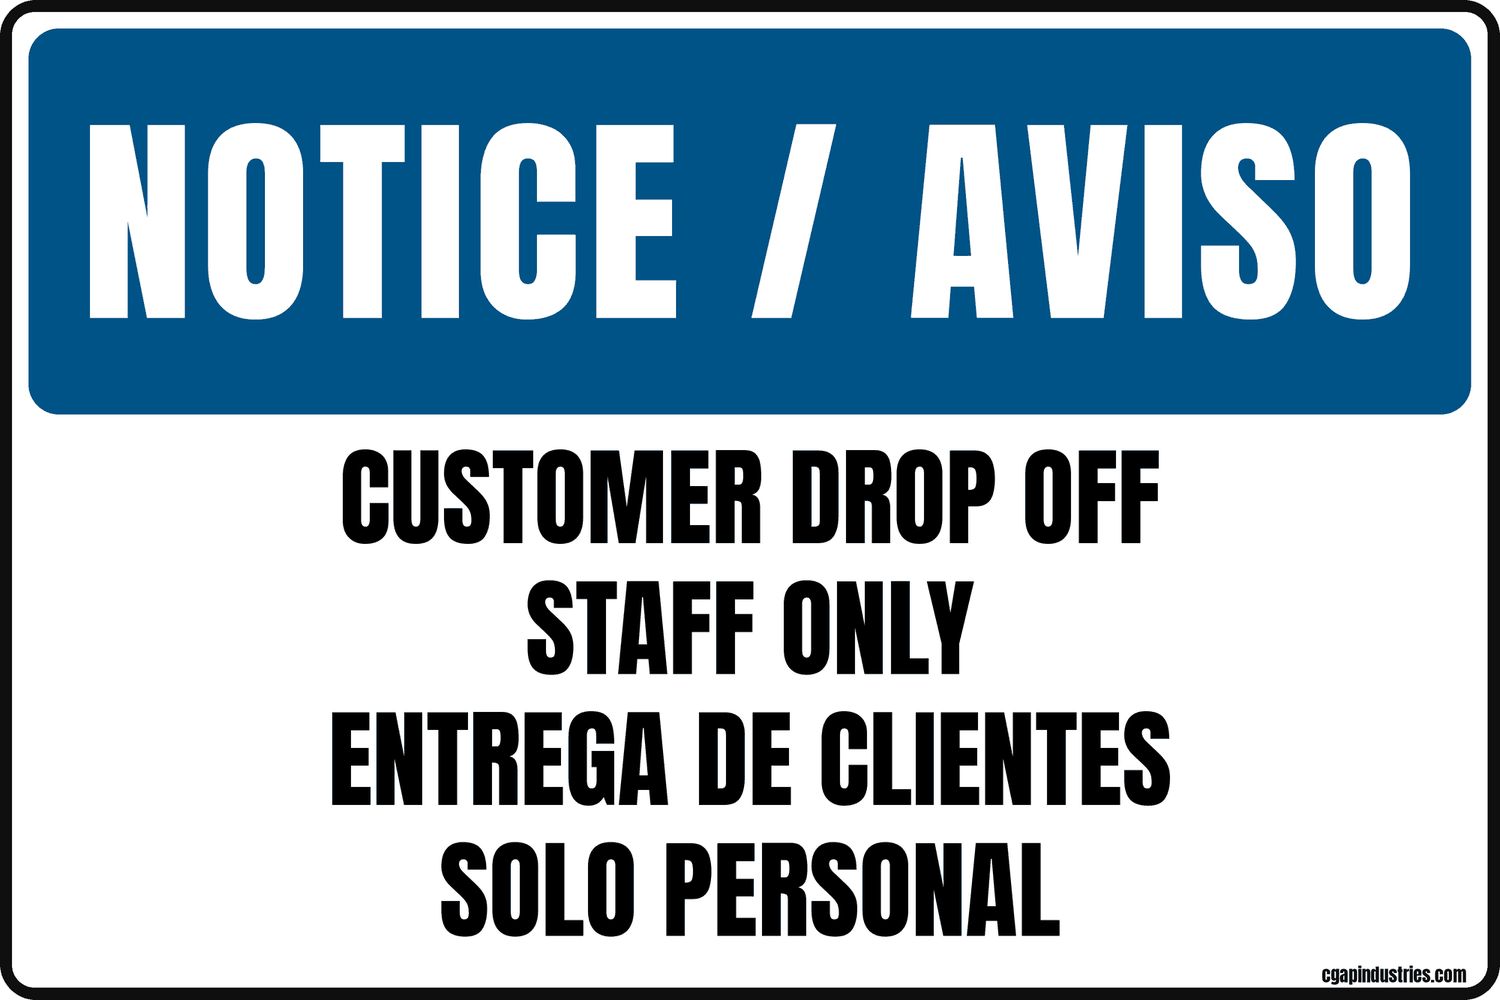 NOTICE / AVISO
CUSTOMER DROP OFF
STAFF ONLY
ENTREGA DE CLIENTES
SOLO PERSONAL
cgapindustries.com